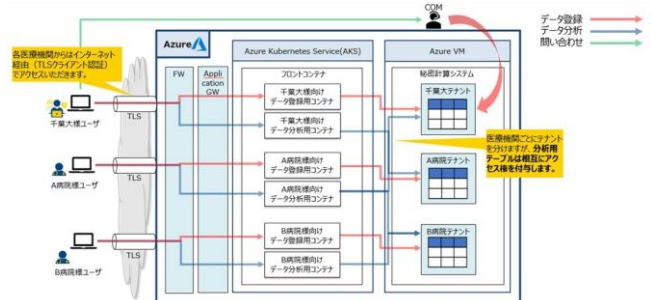 COM
データ登録
データ分析
問い合わせ
Azure
各医療機関からはインターネット
経由（TLSクライアント認証）
でアクセスいただきます。
Azure Kubernetes Service(AKS)
Azure VM
FW
Appli
cation
GW
フロントコンテナ
秘密計算システム
千葉大様向け
データ登録用コンテナ
千葉大テナント
TLS
千葉大様ユーザ
千葉大様向け
データ分析用コンテナ
医療機関ごとにテナント
を分けますが、分析用
テーブルは相互にアク
セス権を付与します。
A病院様向け
データ登録用コンテナ
A病院テナント
TLS
A病院様ユーザ
A病院様向け
データ分析用コンテナ
B病院様向け
データ登録用コンテナ
B病院テナント
TLS
B病院様ユーザ
B病院様向け
データ分析用コンテナ